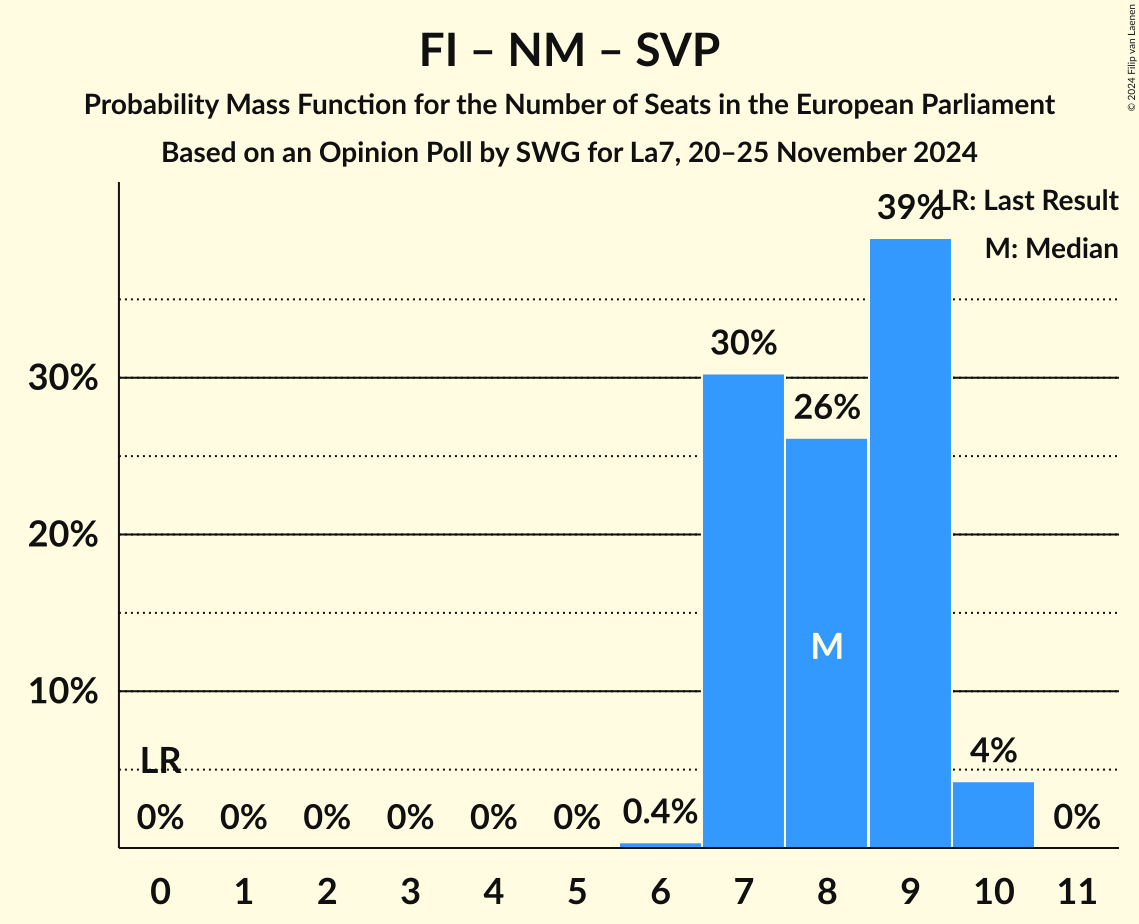 FI – NM – SVP
Probability Mass Function for the Number of Seats in the European Parliament
Based on an Opinion Poll by SWG for La7, 20–25 November 2024
© 2024 Filip van Laenen
LR: Last Result
M: Median
39%
30%
26%
30%
20%
10%
M
LR
4%
0% 0% 0% 0% 0% 0% 0.4% 0%
0 1 2 3 4 5 6 7 8 9 10 11